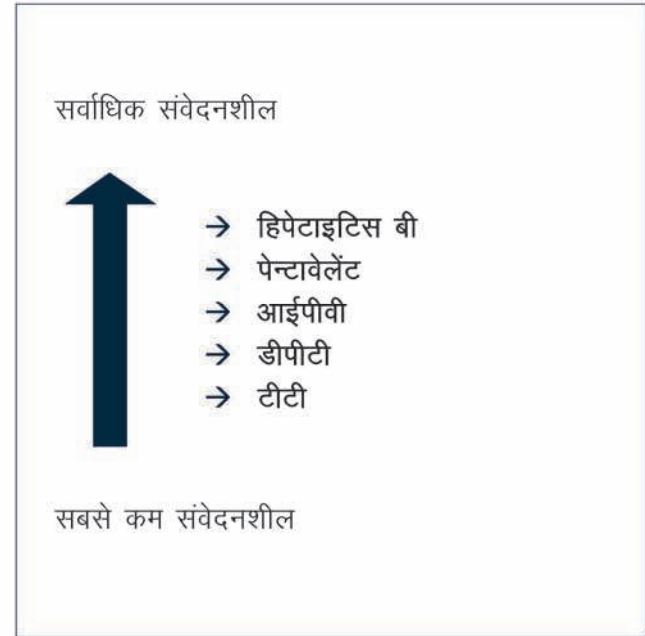 सर्वाधिक संवेदनशील
→ हिपेटाइटिस बी
→ पेन्टावेलेंट
→ आईपीवी
→ डीपीटी
→ टीटी
सबसे कम संवेदनशील